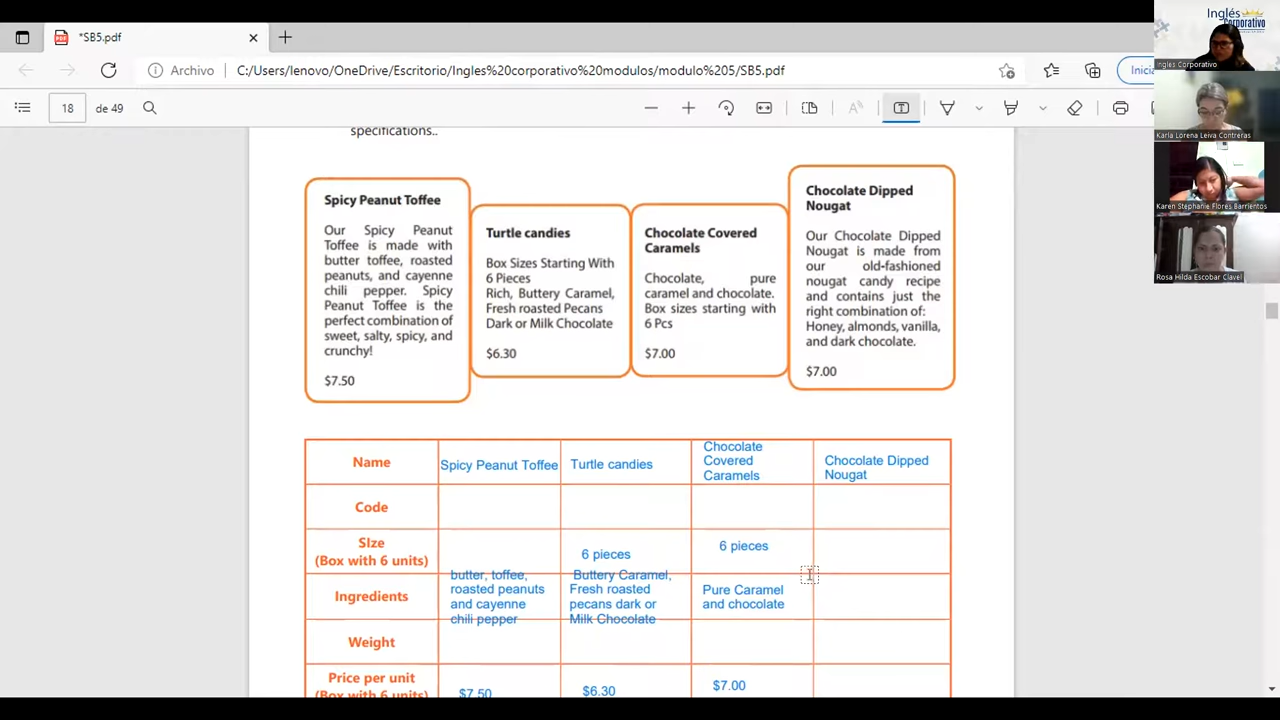 *SB5.pdf
Archivo
C:/Users/lenovo/OneDrive/Escritorio/Ingles%20corporativo%20modulos/modulo%205/SB5.pdf
Inicia
18
de 49
specifications..
Spicy Peanut Toffee
Our Spicy Peanut
Toffee is made with
butter toffee, roasted
peanuts, and cayenne
chili pepper. Spicy
Peanut Toffee is the
perfect combination of
sweet, salty, spicy, and
crunchy!
$7.50
Turtle candies
Box Sizes Starting With
6 Pieces
Rich, Buttery Caramel,
Fresh roasted Pecans
Dark or Milk Chocolate
$6.30
Chocolate Covered
Caramels
Chocolate, pure
caramel and chocolate.
Box sizes starting with
6 Pcs
$7.00
Chocolate Dipped
Nougat
Our Chocolate Dipped
Nougat is made from
our old-fashioned
nougat candy recipe
and contains just the
right combination of:
Honey, almonds, vanilla,
and dark chocolate.
$7.00
Name
Spicy Peanut Toffee
Turtle candies
Chocolate
Covered
Caramels
Chocolate Dipped
Nougat
Code
SIze
(Box with 6 units)
6 pieces
6 pieces
Ingredients
butter, toffee,
roasted peanuts
and cayenne
chili pepper
Buttery Caramel,
Fresh roasted
pecans dark or
Milk Chocolate
Pure Caramel
and chocolate
Weight
Price per unit
(Box with 6 units)
$7.50
$6.30
$7.00
Inglés
Corporativo
Ingles Corporativo
Karla Lorena Leiva Contreras
Karen Stephanie Flores Barrientos
Rosa Hilda Escobar Clavel